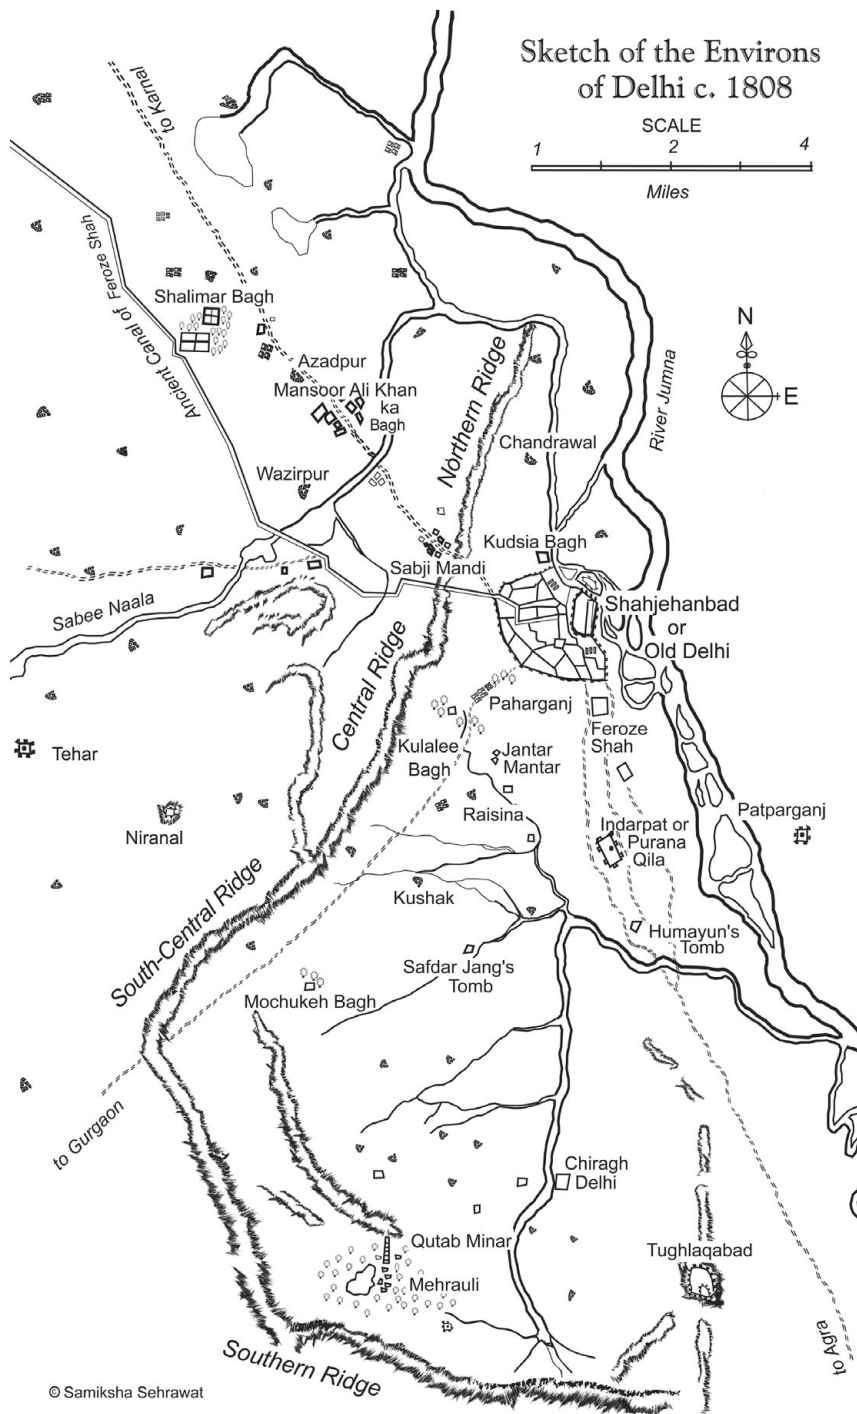 Sketch of the Environs
of Delhi c. 1808
SCALE
1 2 4
Miles
to Karnal
Ancient Canal of Feroze Shah
Shalimar Bagh
Azadpur
Mansoor Ali Khan
ka
Bagh
Northern Ridge
River Jumna
N
E
Chandrawal
Wazirpur
Kudsia Bagh
Sabji Mandi
Sabee Naala
Shahjehanbad
or
Old Delhi
Central Ridge
Paharganj
Feroze
Shah
Kulalee
Bagh
Jantar
Mantar
Tehar
Raisina
Patparganj
Niranal
Indarpat or
Purana
Qila
Kushak
South-Central Ridge
Humayun's
Tomb
Safdar Jang's
Tomb
Mochukeh Bagh
to Gurgaon
Chiragh
Delhi
Qutab Minar
Tughlaqabad
Mehrauli
to Agra
Southern Ridge
© Samiksha Sehrawat